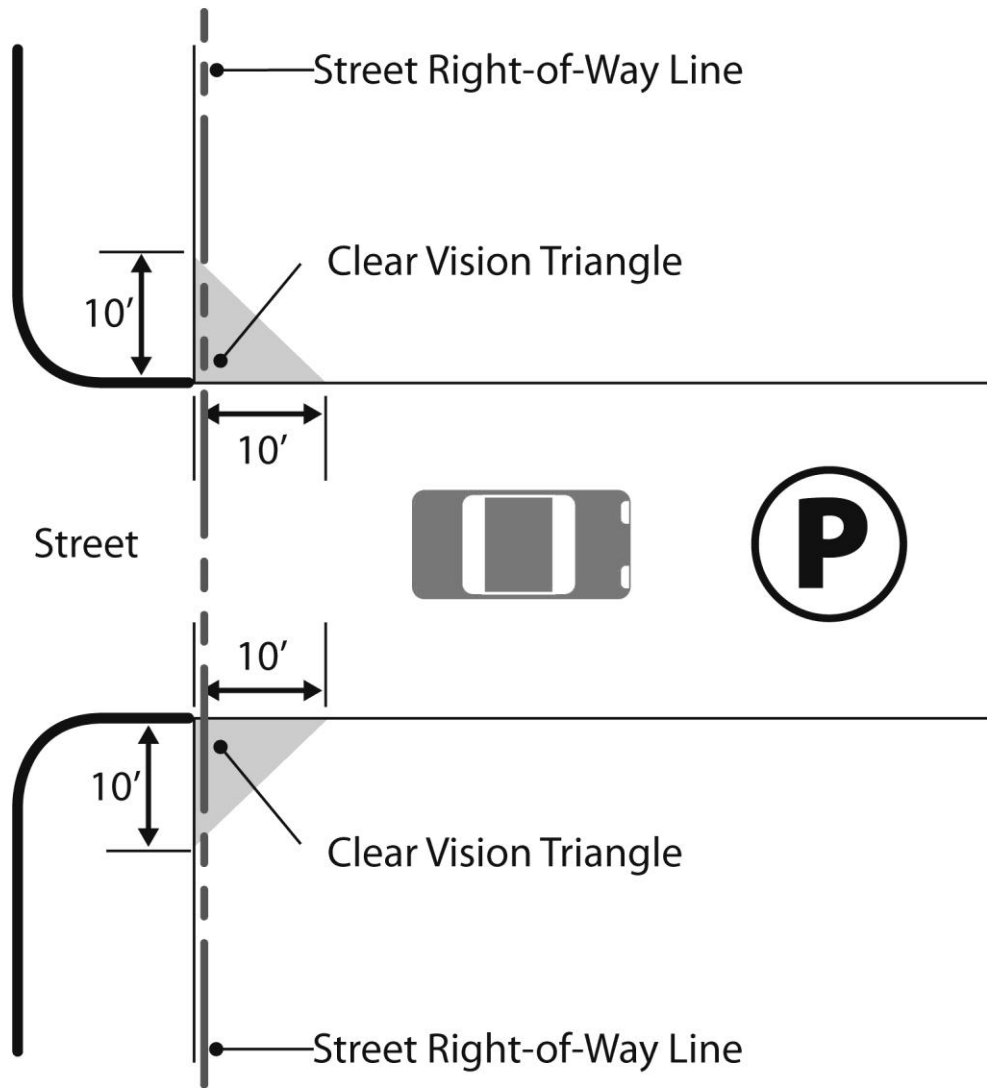 Street Right-of-Way Line
Clear Vision Triangle
10’
10’
Street
P
10’
10’
Clear Vision Triangle
Street Right-of-Way Line